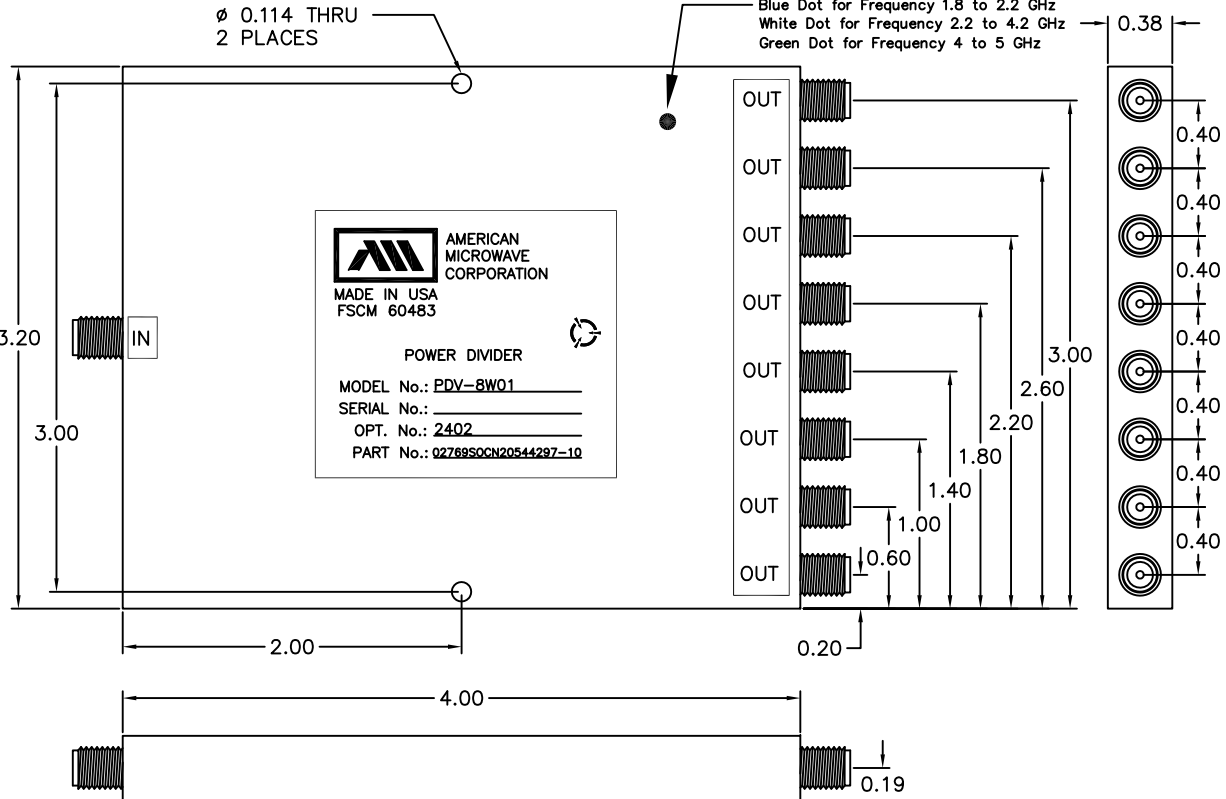 Blue Dot for Frequency 1.8 to 2.2 GHz
White Dot for Frequency 2.2 to 4.2 GHz
Green Dot for Frequency 4 to 5 GHz
ø 0.114 THRU
2 PLACES
0.38
OUT
OUT
OUT
OUT
OUT
OUT
OUT
OUT
0.40
0.40
0.40
0.40
0.40
0.40
0.40
AMERICAN
MICROWAVE
CORPORATION
MADE IN USA
FSCM 60483
IN
3.20
3.00
POWER DIVIDER
MODEL No.: PDV-8W01
SERIAL No.:
OPT. No.: 2402
PART No.: 02769SOCN20544297-10
3.00
2.60
2.20
1.80
1.40
1.00
0.60
0.20
2.00
4.00
0.19